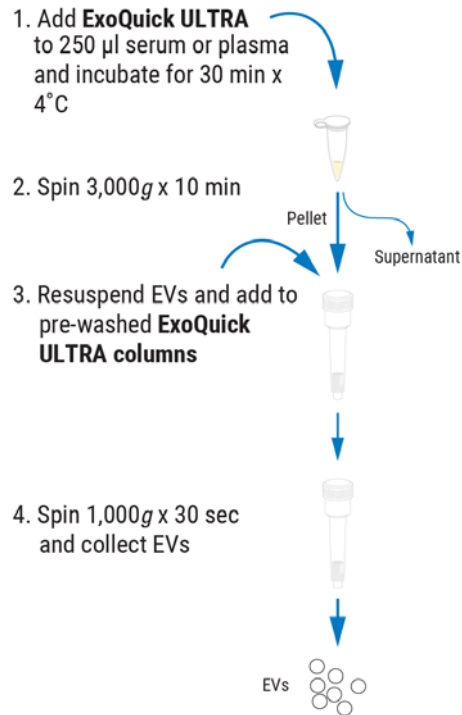 1. Add ExoQuick ULTRA
to 250 µl serum or plasma
and incubate for 30 min x
4˚C
2. Spin 3,000g x 10 min
Pellet
Supernatant
3. Resuspend EVs and add to
pre-washed ExoQuick
ULTRA columns
4. Spin 1,000g x 30 sec
and collect EVs
EVs